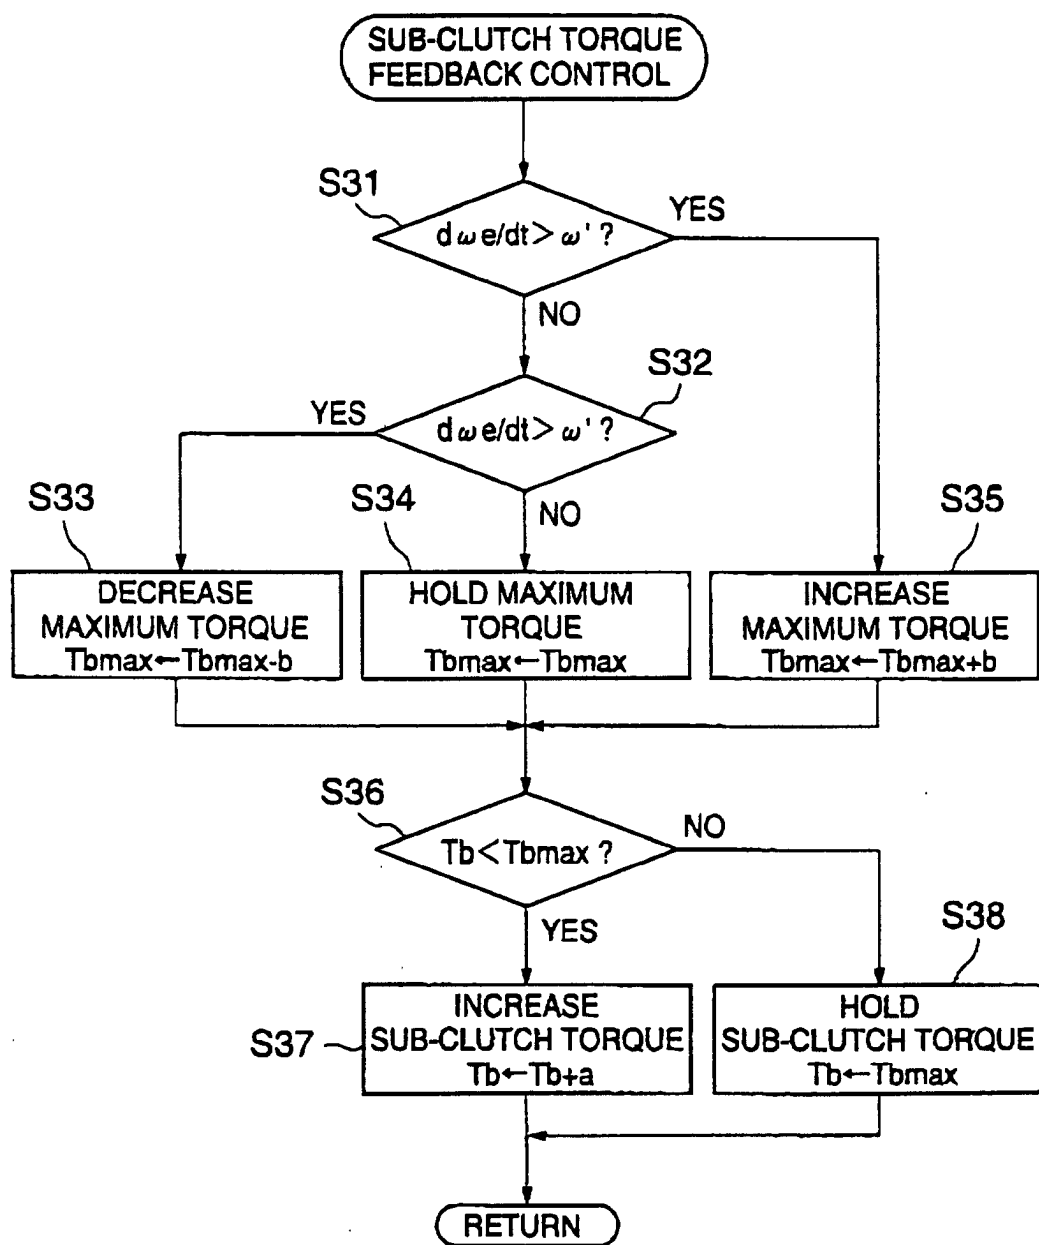 SUB-CLUTCH TORQUE
FEEDBACK CONTROL
S31
dωe/dt>ω'?
YES
NO
S32
dωe/dt>ω'?
YES
NO
S33
DECREASE
MAXIMUM TORQUE
Tbmax←Tbmax-b
S34
HOLD MAXIMUM
TORQUE
Tbmax←Tbmax
S35
INCREASE
MAXIMUM TORQUE
Tbmax←Tbmax+b
S36
Tb<Tbmax?
NO
YES
S37
INCREASE
SUB-CLUTCH TORQUE
Tb←Tb+a
S38
HOLD
SUB-CLUTCH TORQUE
Tb←Tbmax
RETURN